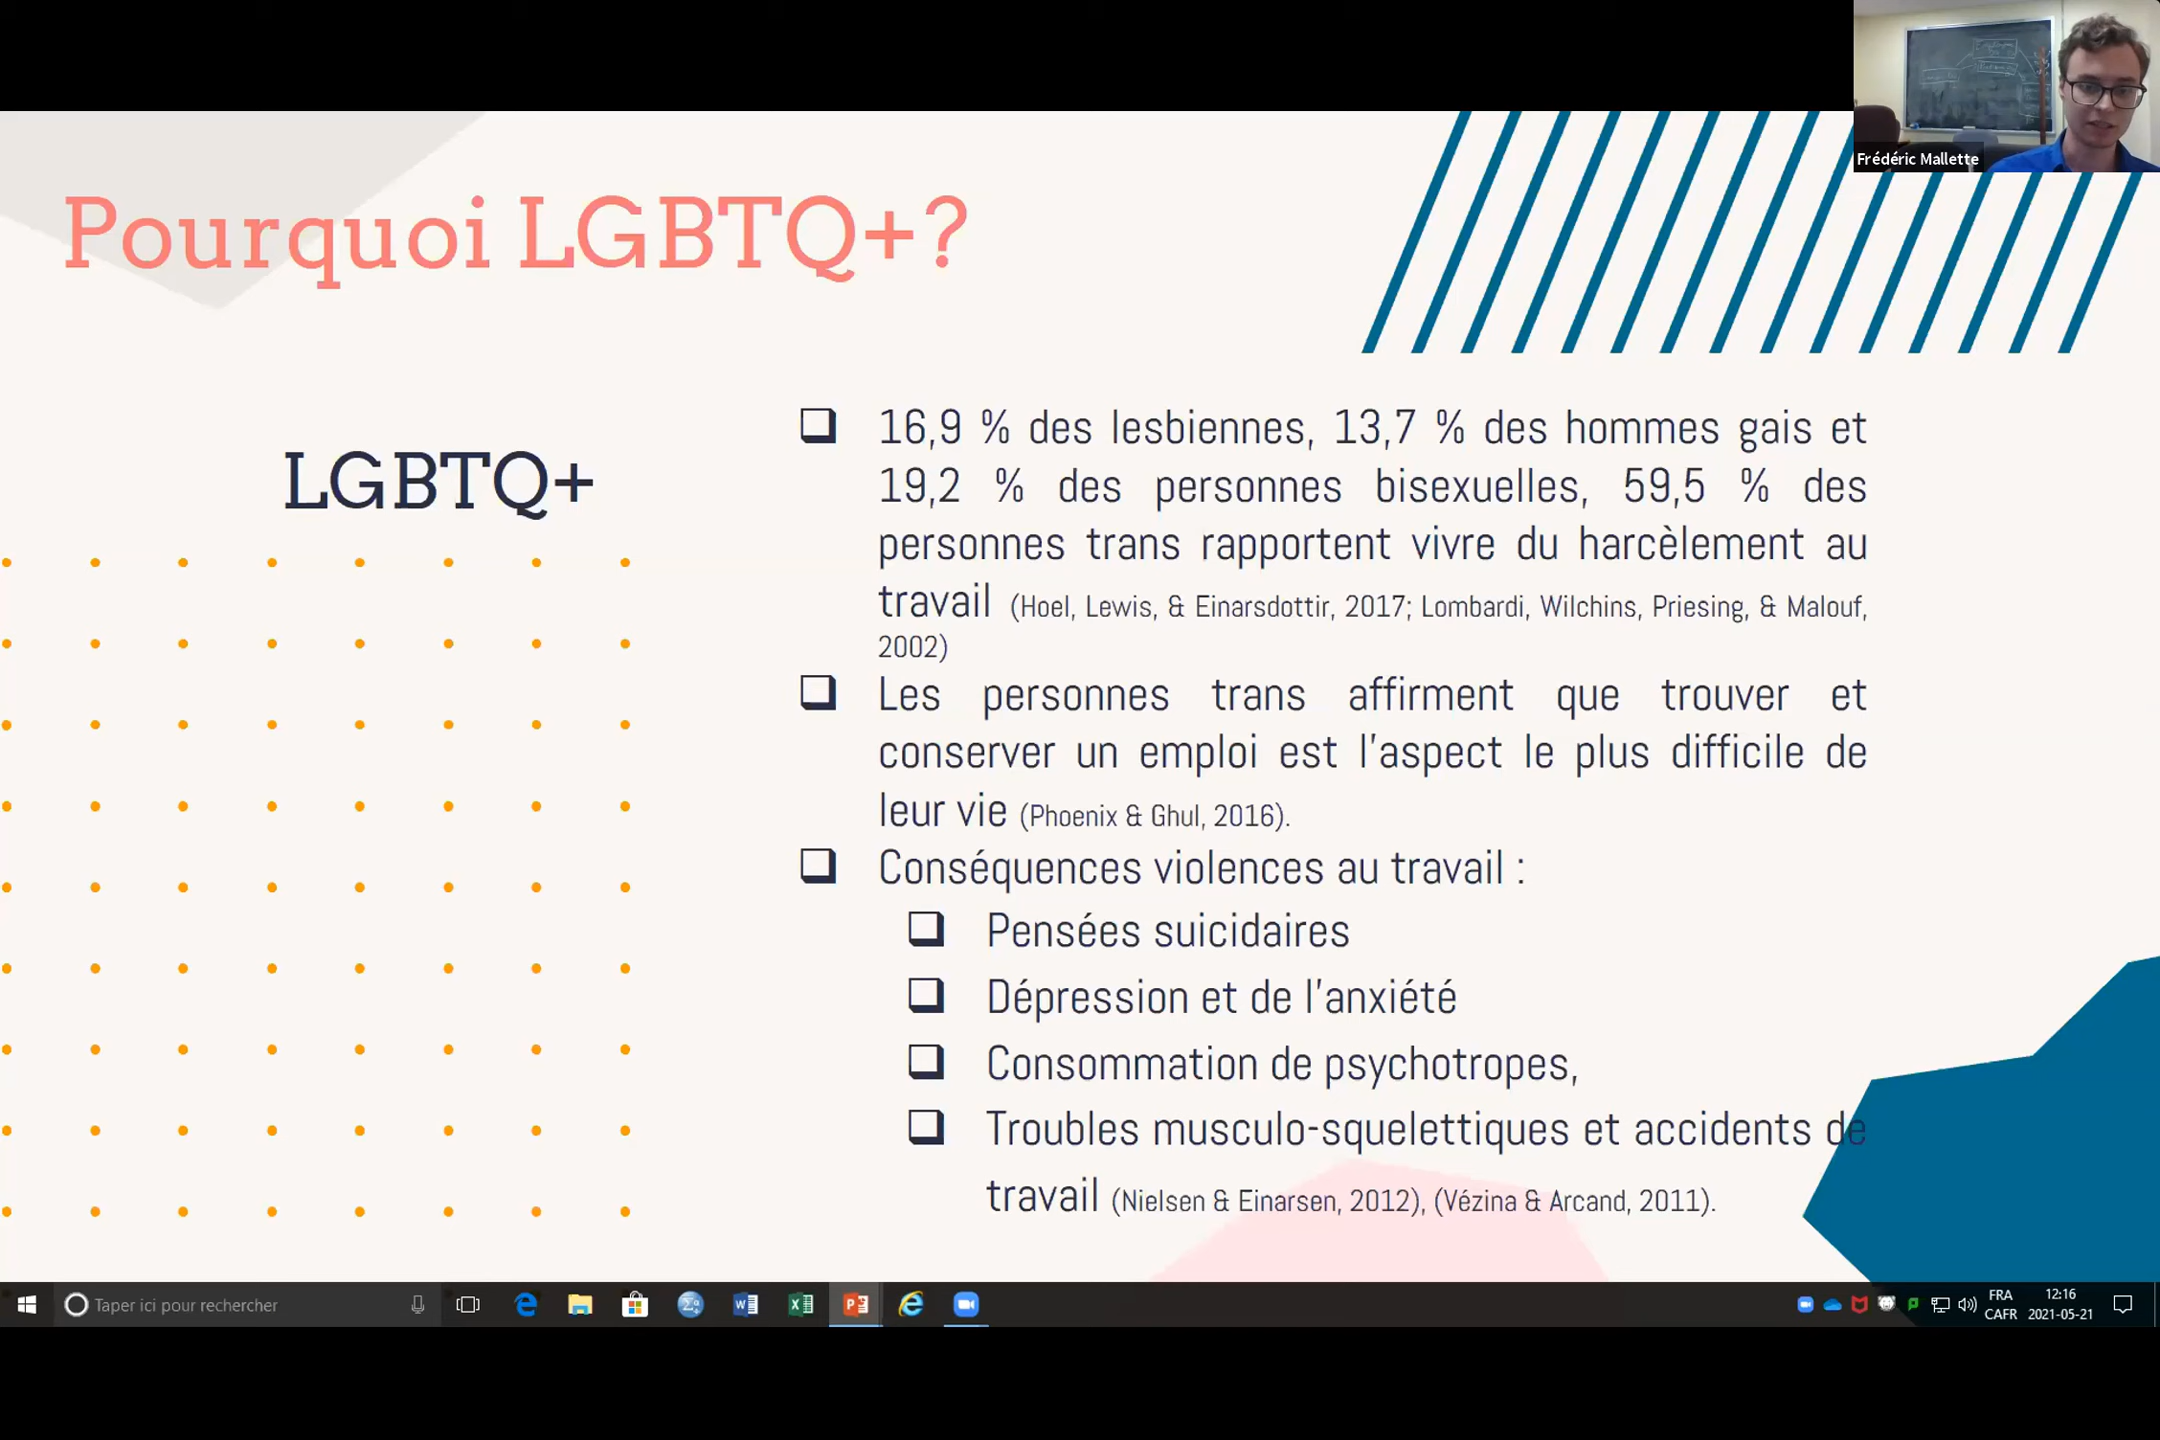 Frédéric Mallette
Pourquoi LGBTQ+?
LGBTQ+
16,9 % des lesbiennes, 13,7 % des hommes gais et
19,2 % des personnes bisexuelles, 59,5 % des
personnes trans rapportent vivre du harcèlement au
travail (Hoel, Lewis, & Einarsdottir, 2017; Lombardi, Wilchins, Priesing, & Malouf,
2002)
Les personnes trans affirment que trouver et
conserver un emploi est l'aspect le plus difficile de
leur vie (Phoenix & Ghul, 2016).
Conséquences violences au travail :
Pensées suicidaires
Dépression et de l'anxiété
Consommation de psychotropes,
Troubles musculo-squelettiques et accidents de
travail (Nielsen & Einarsen, 2012), (Vézina & Arcand, 2011).
Taper ici pour rechercher
FRA
CAFR
12:16
2021-05-21